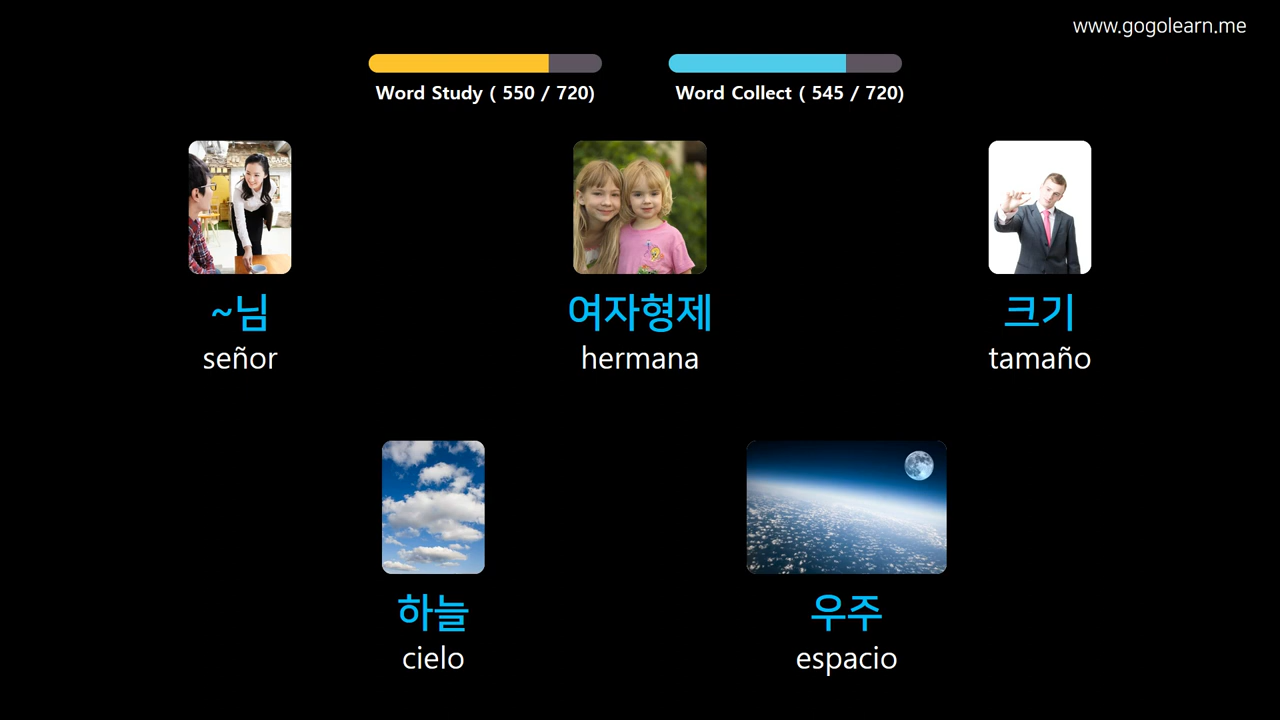 www.gogolearn.me
Word Study ( 550 / 720)
Word Collect ( 545 / 720)
~님
señor
여자형제
hermana
크기
tamaño
하늘
cielo
우주
espacio